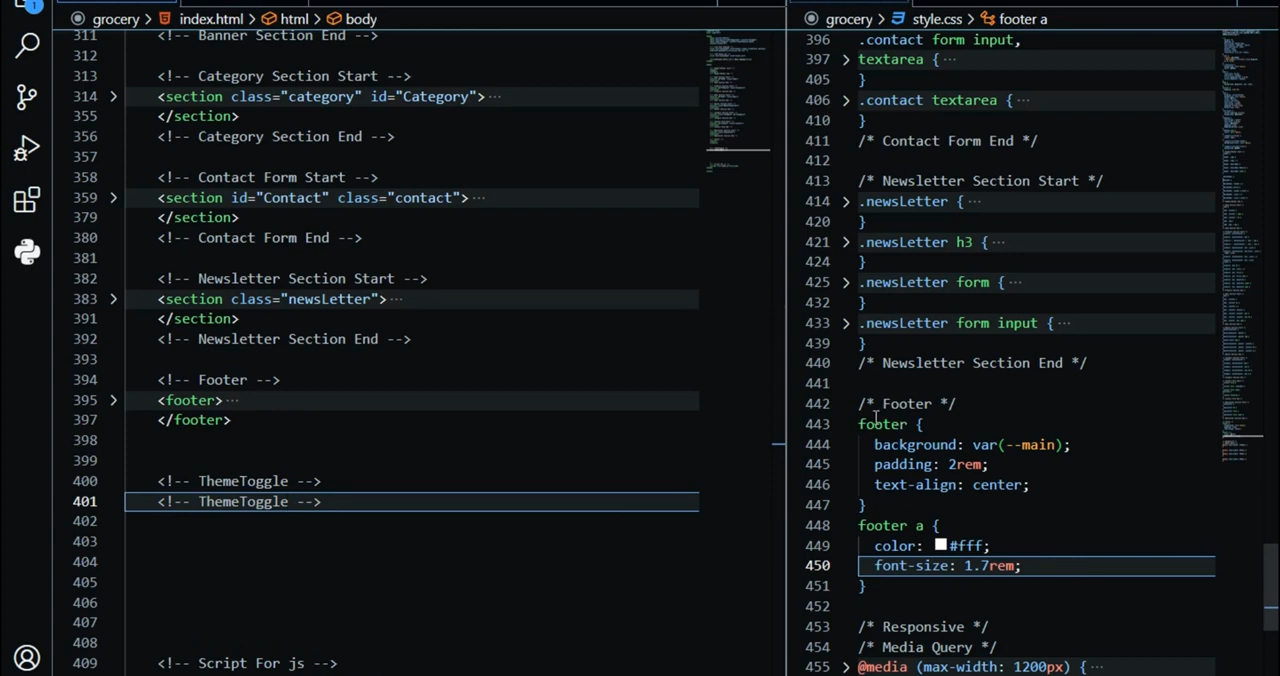 1
grocery > index.html > html > body
311 <!-- Banner Section End -->
312
313 <!-- Category Section Start -->
314 > <section class="category" id="Category"> ···
355 </section>
356 <!-- Category Section End -->
357
358 <!-- Contact Form Start -->
359 > <section id="Contact" class="contact"> ···
379 </section>
380 <!-- Contact Form End -->
381
382 <!-- Newsletter Section Start -->
383 > <section class="newsLetter"> ···
391 </section>
392 <!-- Newsletter Section End -->
393
394 <!-- Footer -->
395 > <footer> ···
397 </footer>
398
399
400 <!-- ThemeToggle -->
401 <!-- ThemeToggle -->
402
403
404
405
406
407
408
409 <!-- Script For js -->
grocery > style.css > footer a
396 .contact form input,
397 > textarea { ···
405 }
406 > .contact textarea { ···
410 }
411 /* Contact Form End */
412
413 /* Newsletter Section Start */
414 > .newsLetter { ···
420 }
421 > .newsLetter h3 { ···
424 }
425 > .newsLetter form { ···
432 }
433 > .newsLetter form input { ···
439 }
440 /* Newsletter Section End */
441
442 /* Footer */
443 footer {
444 background: var(--main);
445 padding: 2rem;
446 text-align: center;
447 }
448 footer a {
449 color: #fff;
450 font-size: 1.7rem;
451 }
452
453 /* Responsive */
454 /* Media Query */
455 > @media (max-width: 1200px) { ···